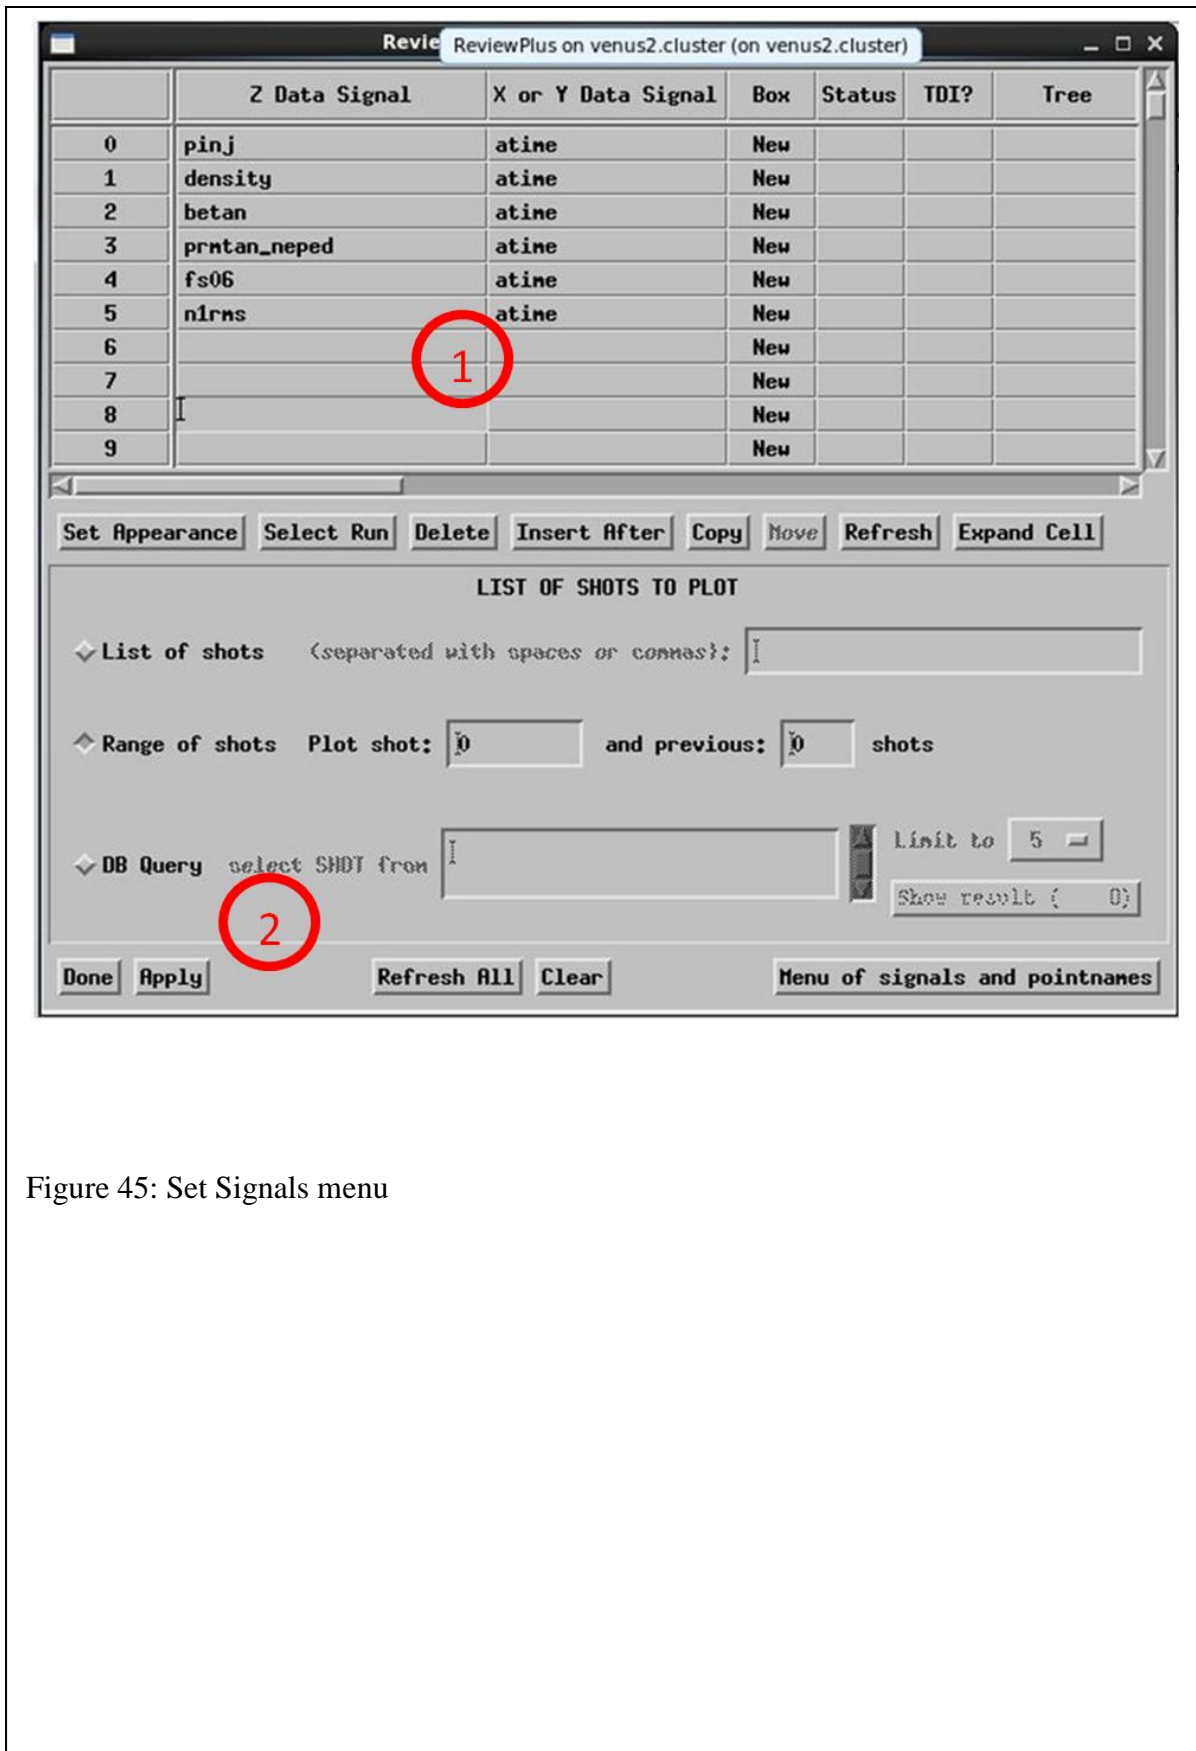 Revie ReviewPlus on venus2.cluster (on venus2.cluster)
Z Data Signal X or Y Data Signal Box Status TDI? Tree
0 pinj atime New
1 density atime New
2 betan atime New
3 prmtan_neped atime New
4 fs06 atime New
5 n1rms atime New
6 New
1
7 New
8 New
9 New
Set Appearance Select Run Delete Insert After Copy Move Refresh Expand Cell
LIST OF SHOTS TO PLOT
List of shots (separated with spaces or commas):
Range of shots Plot shot: 0 and previous: 0 shots
DB Query select SHOT from Limit to 5
Show result ( 0)
2
Done Apply Refresh All Clear Menu of signals and pointnames
Figure 45: Set Signals menu